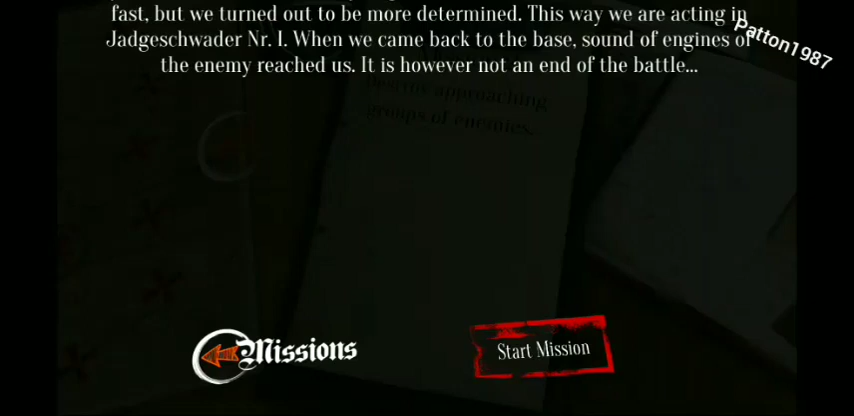 fast, but we turned out to be more determined. This way we are acting in
Jadgeschwader Nr. I. When we came back to the base, sound of engines of
the enemy reached us. It is however not an end of the battle...
Patton1987
approaching
groups of enemies.
Missions
Start Mission